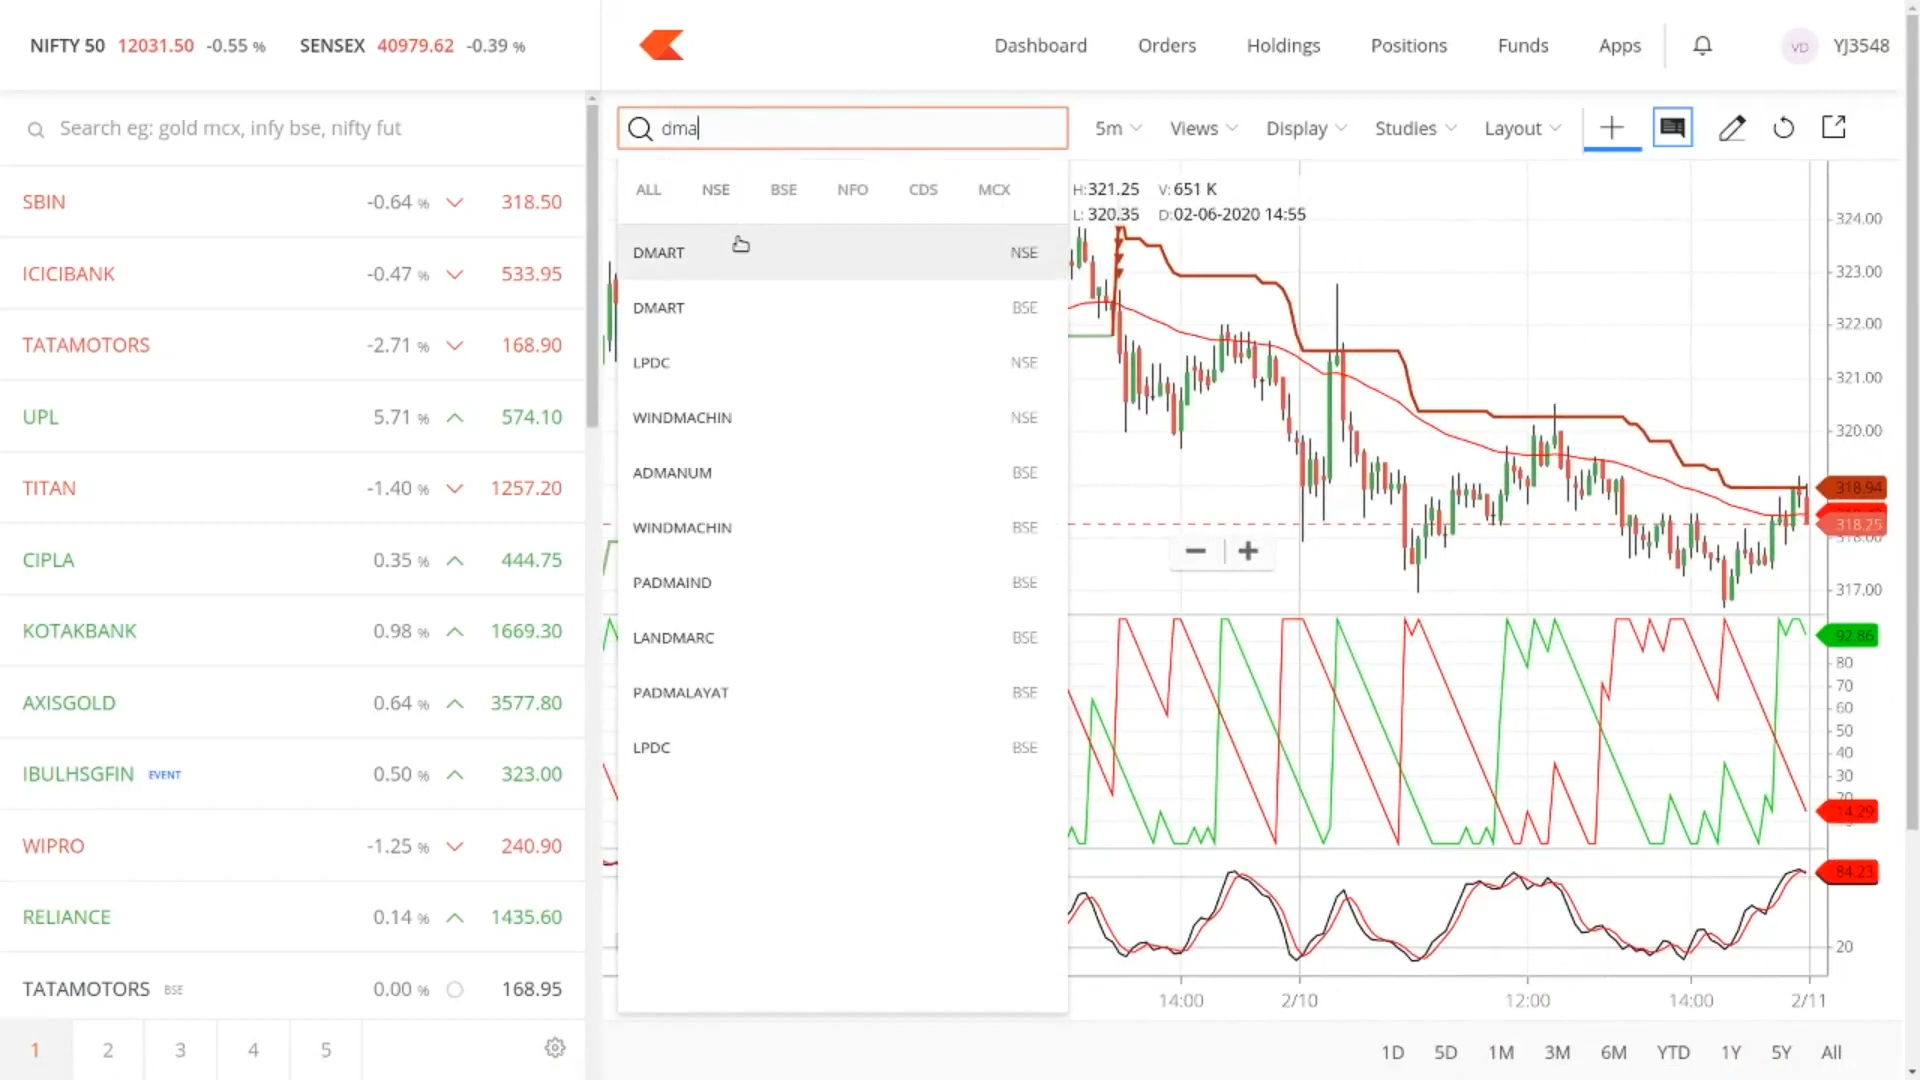 NIFTY 50 12031.50 -0.55 % SENSEX 40979.62 -0.39 %
Dashboard Orders Holdings Positions Funds Apps VD YJ3548
Search eg: gold mcx, infy bse, nifty fut
SBIN -0.64 % 318.50
ICICIBANK -0.47 % 533.95
TATAMOTORS -2.71 % 168.90
UPL 5.71 % 574.10
TITAN -1.40 % 1257.20
CIPLA 0.35 % 444.75
KOTAKBANK 0.98 % 1669.30
AXISGOLD 0.64 % 3577.80
IBULHSGFIN EVENT 0.50 % 323.00
WIPRO -1.25 % 240.90
RELIANCE 0.14 % 1435.60
TATAMOTORS BSE 0.00 % 168.95
1 2 3 4 5
dma
5m Views Display Studies Layout
ALL NSE BSE NFO CDS MCX
DMART NSE
DMART BSE
LPDC NSE
WINDMACHIN NSE
ADMANUM BSE
WINDMACHIN BSE
PADMAIND BSE
LANDMARC BSE
PADMALAYAT BSE
LPDC BSE
H:321.25 V:651 K
L:320.35 D:02-06-2020 14:55
324.00
323.00
322.00
321.00
320.00
318.94
318.25
318.00
317.00
92.86
80
70
60
50
40
30
20
14.29
84.23
20
14:00 2/10 12:00 14:00 2/11
1D 5D 1M 3M 6M YTD 1Y 5Y All